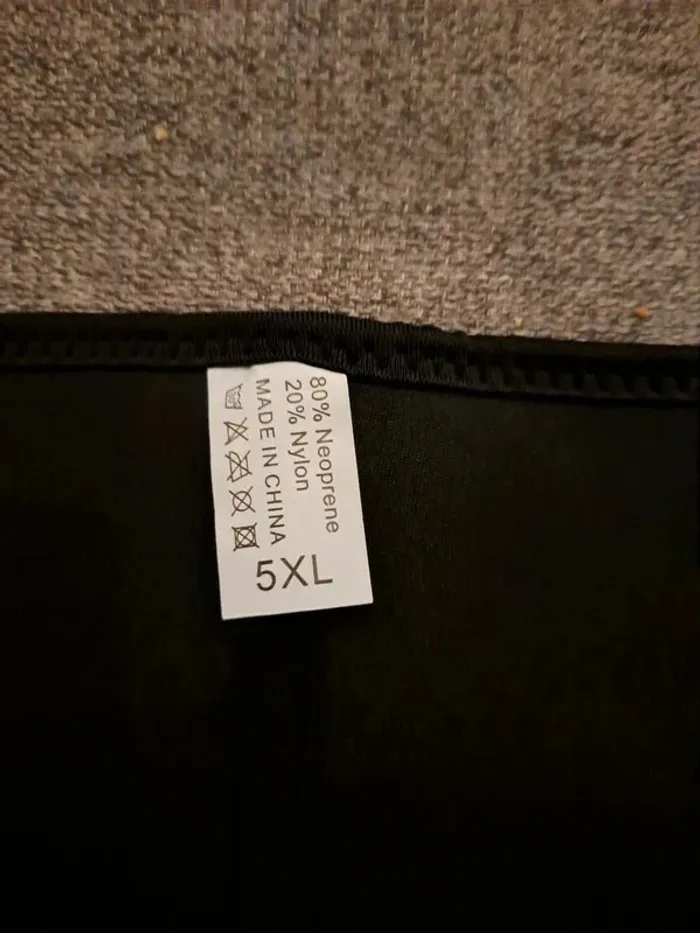 80% Neoprene
20% Nylon
MADE IN CHINA
5XL